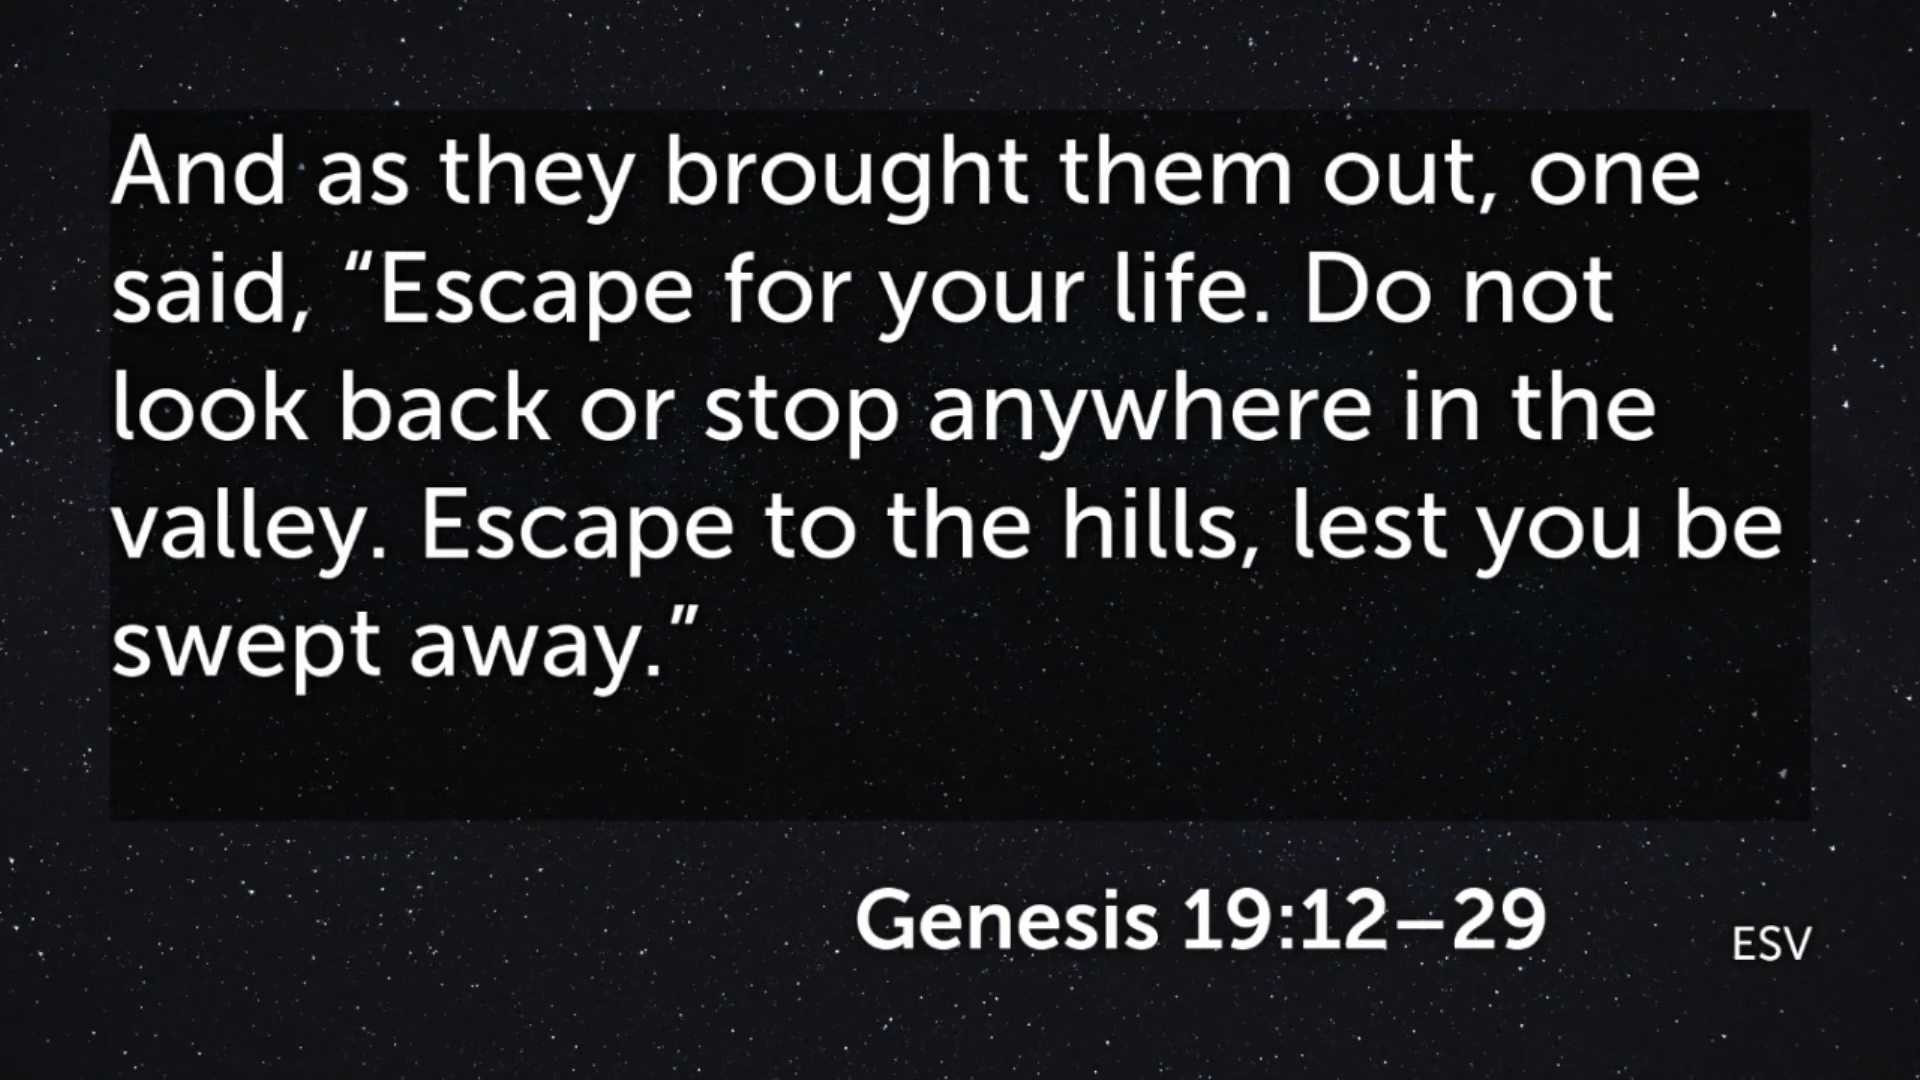 And as they brought them out, one
said, “Escape for your life. Do not
look back or stop anywhere in the
valley. Escape to the hills, lest you be
swept away.”
Genesis 19:12–29
ESV